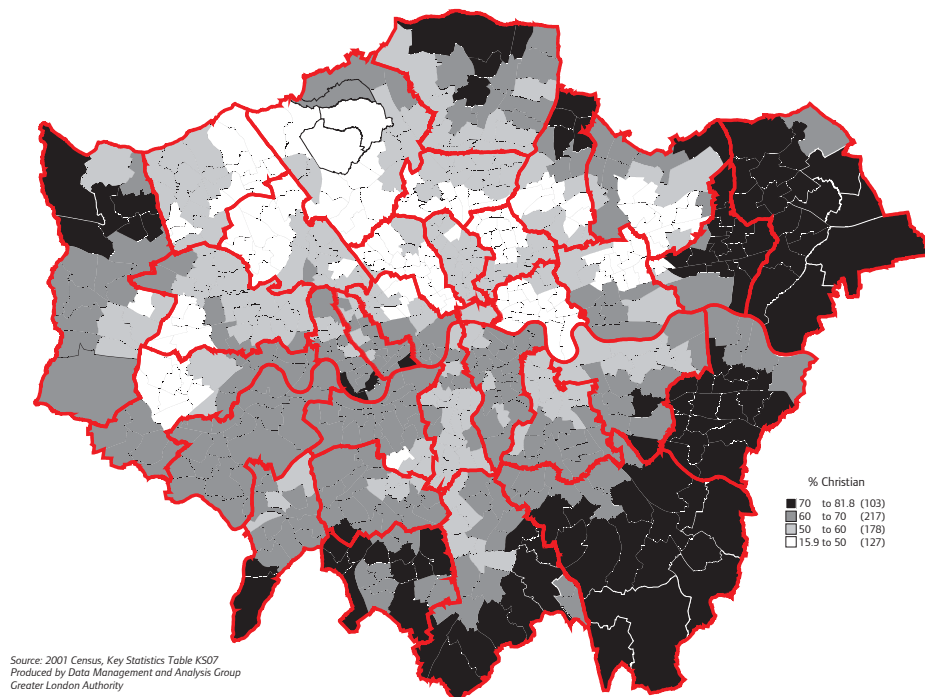 % Christian
70 to 81.8 (103)
60 to 70 (217)
50 to 60 (178)
15.9 to 50 (127)
Source: 2001 Census, Key Statistics Table KS07
Produced by Data Management and Analysis Group
Greater London Authority